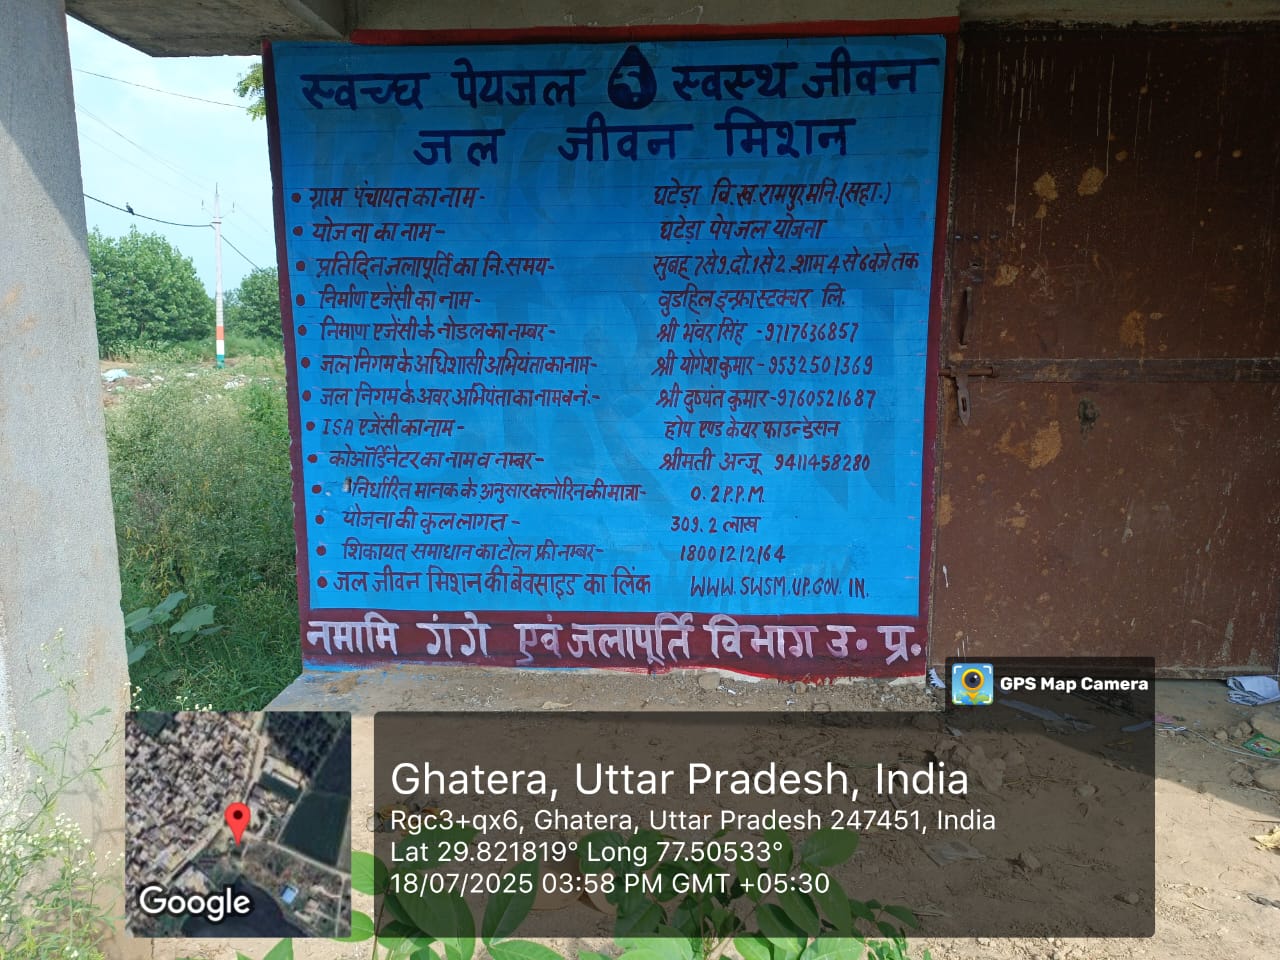 स्वच्छ पेयजल स्वस्थ जीवन
जल जीवन मिशन
• ग्राम पंचायत का नाम- घटेड़ा वि.ख. रामपुर मनि.(सहा.)
• योजना का नाम- घटेड़ा पेयजल योजना
• प्रतिदिन जलापूर्ति का नि.समय- सुबह 7 से 9, दो.1 से 2, शाम 4 से 6 बजे तक
• निर्माण एजेंसी का नाम- वुडहिल इन्फ्रास्टक्चर लि.
• निमाण एजेंसी के नोडल का नम्बर- श्री भंवर सिंह -9717636857
• जल निगम के अधिशासी अभियंता का नाम- श्री योगेश कुमार-9532501369
• जल निगम के अवर अभियंता का नाम व नं.- श्री दुष्यंत कुमार-9760521687
• ISA एजेंसी का नाम- होप एण्ड केयर फाउन्डेसन
• कोऑर्डिनेटर का नाम व नम्बर- श्रीमती अन्जू 9411458280
• निर्धारित मानक के अनुसार क्लोरिन की मात्रा- 0.2P.P.M.
• योजना की कुल लागत- 309.2 लाख
• शिकायत समाधान का टोल फ्री नम्बर- 18001212164
• जल जीवन मिशन की बेवसाइड का लिंक WWW.SWSM.UP.GOV.IN.
नमामि गंगे एवं जलापूर्ति विभाग उ. प्र.
GPS Map Camera
Ghatera, Uttar Pradesh, India
Rgc3+qx6, Ghatera, Uttar Pradesh 247451, India
Lat 29.821819° Long 77.50533°
18/07/2025 03:58 PM GMT +05:30
Google